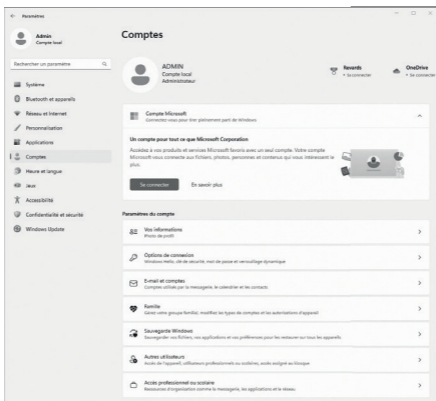 Paramètres
Admin
Compte local
Rechercher un paramètre
Système
Bluetooth et appareils
Réseau et Internet
Personnalisation
Applications
Comptes
Heure et langue
Jeux
Accessibilité
Confidentialité et sécurité
Windows Update
Comptes
ADMIN
Compte local
Administrateur
Rewards
• Se connecter
OneDrive
• Se connecter
Compte Microsoft
Connectez-vous pour tirer pleinement parti de Windows
Un compte pour tout ce que Microsoft Corporation
Accédez à vos produits et services Microsoft favoris avec un seul compte. Votre compte
Microsoft vous connecte aux fichiers, photos, personnes et contenus qui vous intéressent le
plus.
Se connecter
En savoir plus
Paramètres du compte
Vos informations
Photo de profil
Options de connexion
Windows Hello, clé de sécurité, mot de passe et verrouillage dynamique
E-mail et comptes
Comptes utilisés par la messagerie, le calendrier et les contacts
Famille
Gérez votre groupe familial, modifiez les types de comptes et les autorisations d'appareil
Sauvegarde Windows
Sauvegarder vos fichiers, vos applications et vos préférences pour les restaurer sur tous les appareils
Autres utilisateurs
Accès de l'appareil, utilisateurs professionnels ou scolaires, accès assigné au kiosque
Accès professionnel ou scolaire
Ressources d'organisation comme la messagerie, les applications et le réseau.